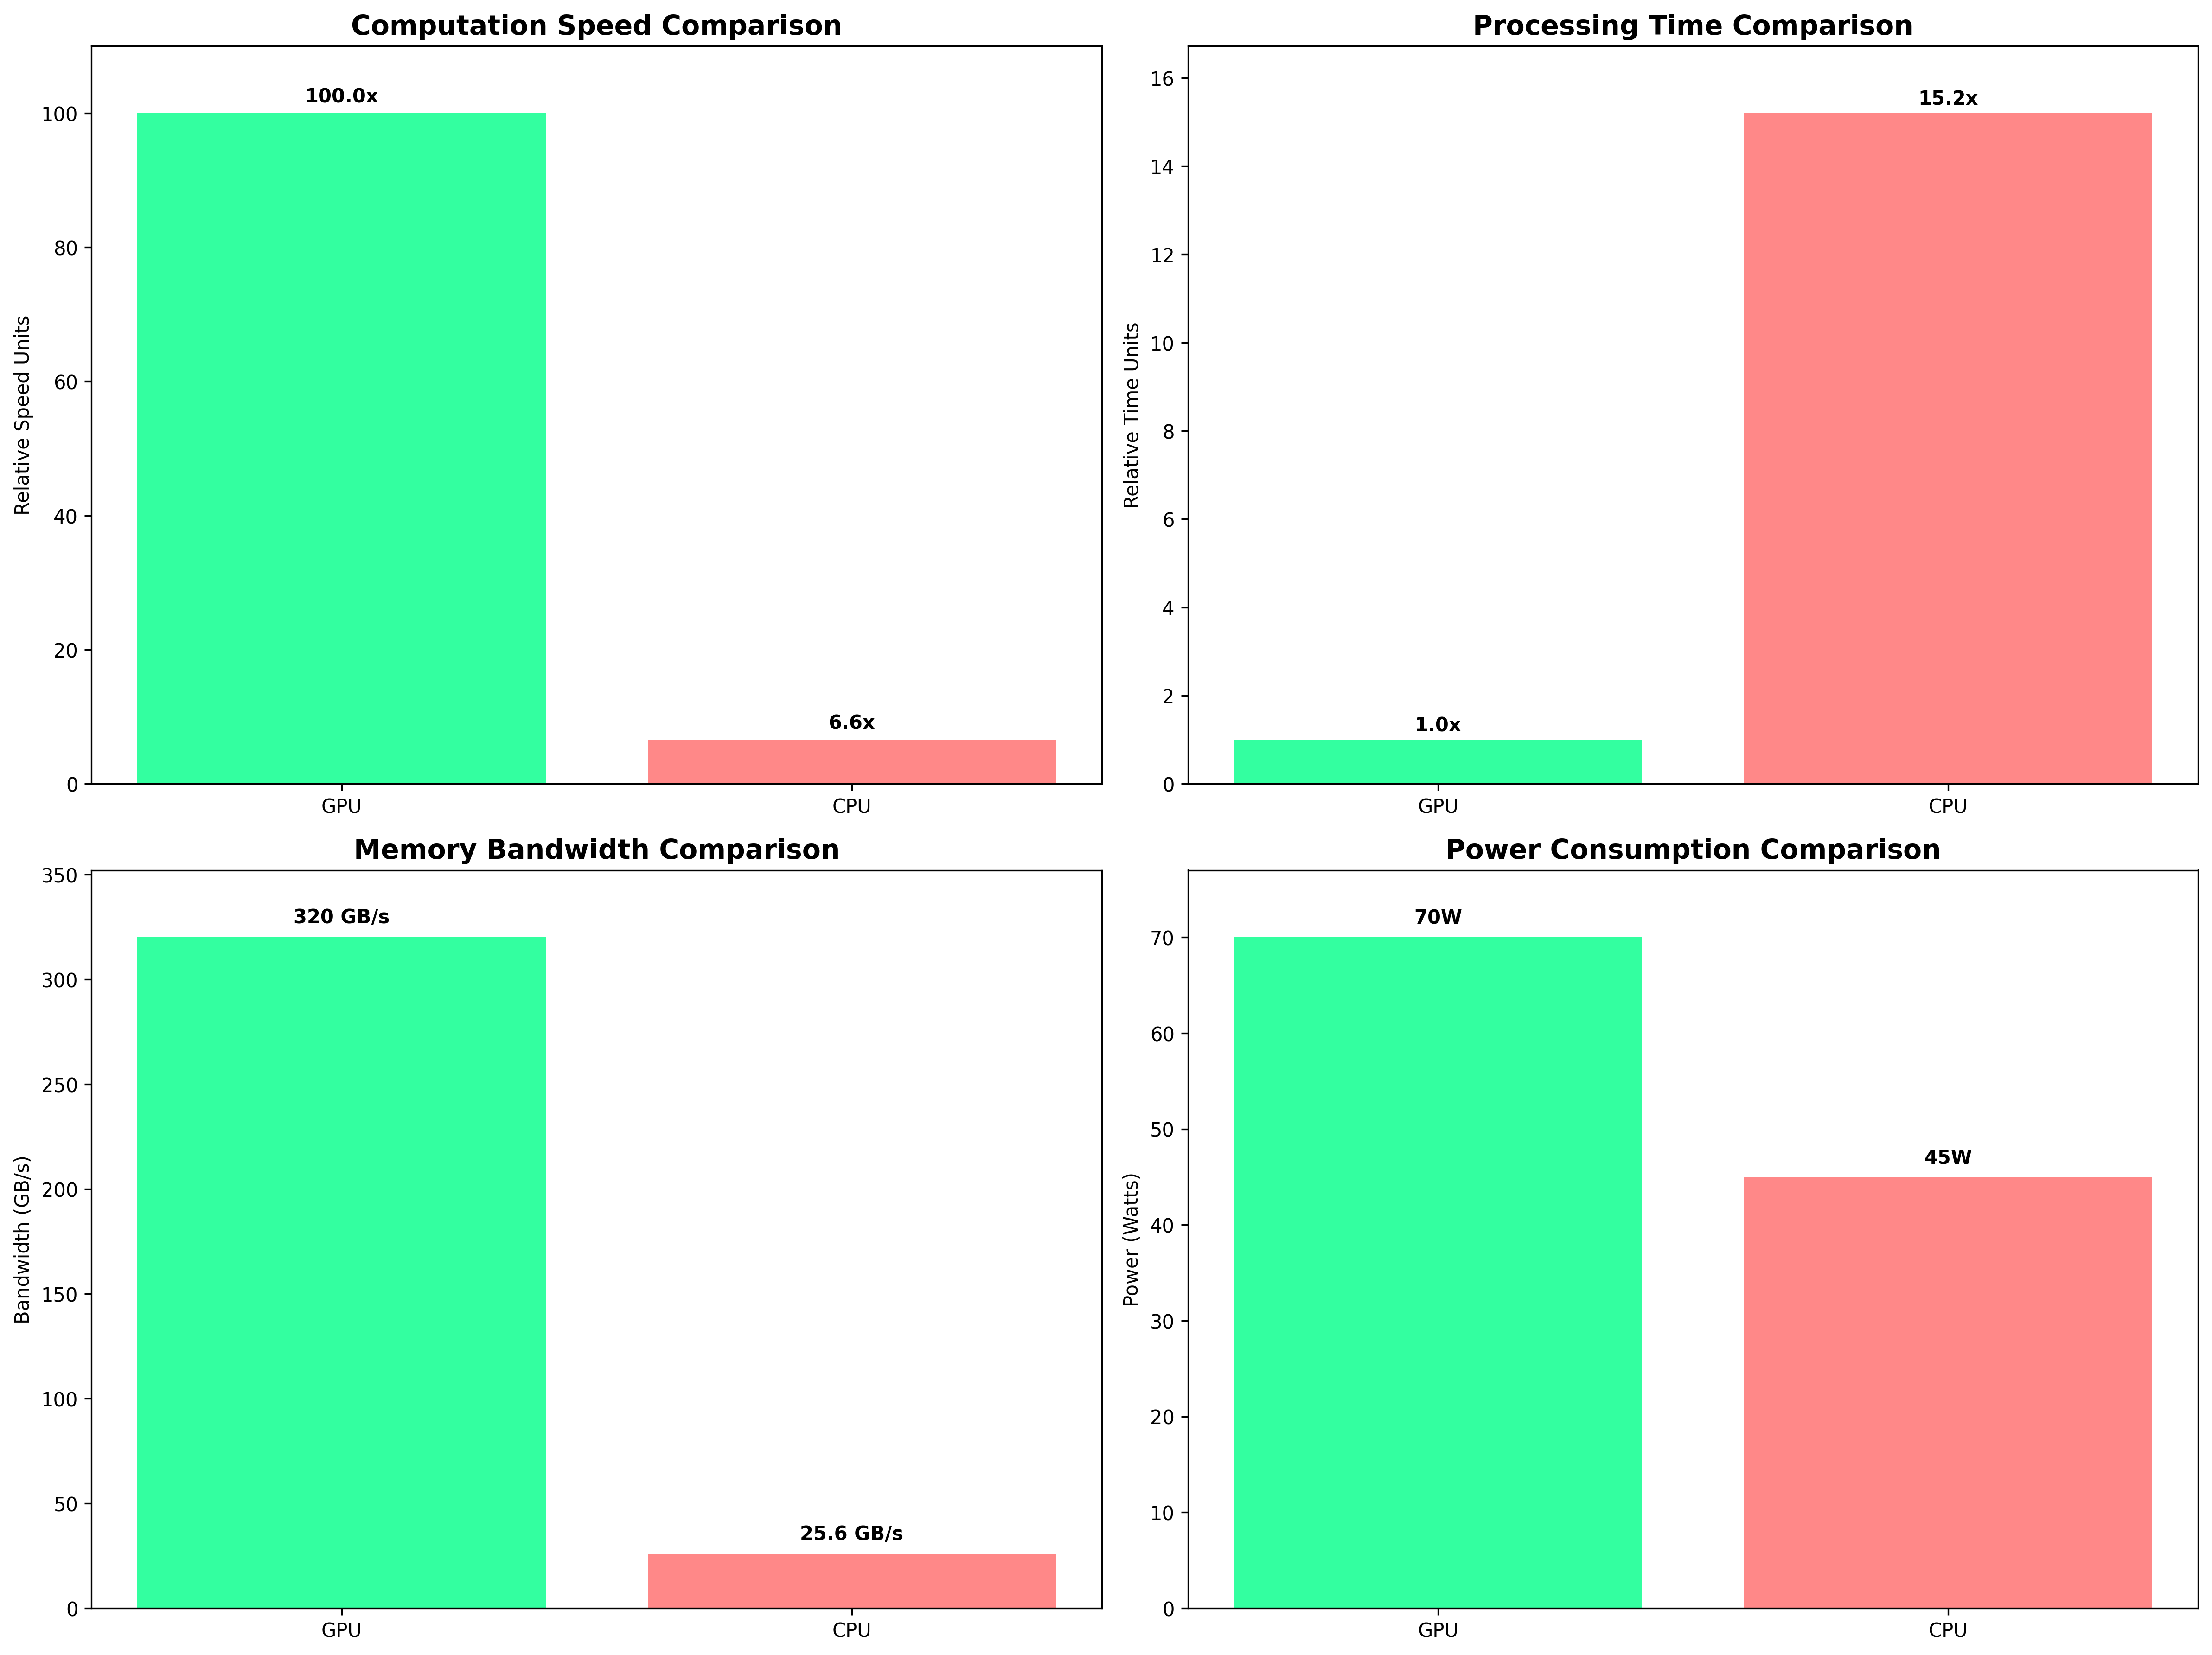 Computation Speed Comparison
Relative Speed Units
100
80
60
40
20
0
100.0x
6.6x
GPU
CPU
Processing Time Comparison
Relative Time Units
16
14
12
10
8
6
4
2
0
15.2x
1.0x
GPU
CPU
Memory Bandwidth Comparison
Bandwidth (GB/s)
350
300
250
200
150
100
50
0
320 GB/s
25.6 GB/s
GPU
CPU
Power Consumption Comparison
Power (Watts)
70
60
50
40
30
20
10
0
70W
45W
GPU
CPU